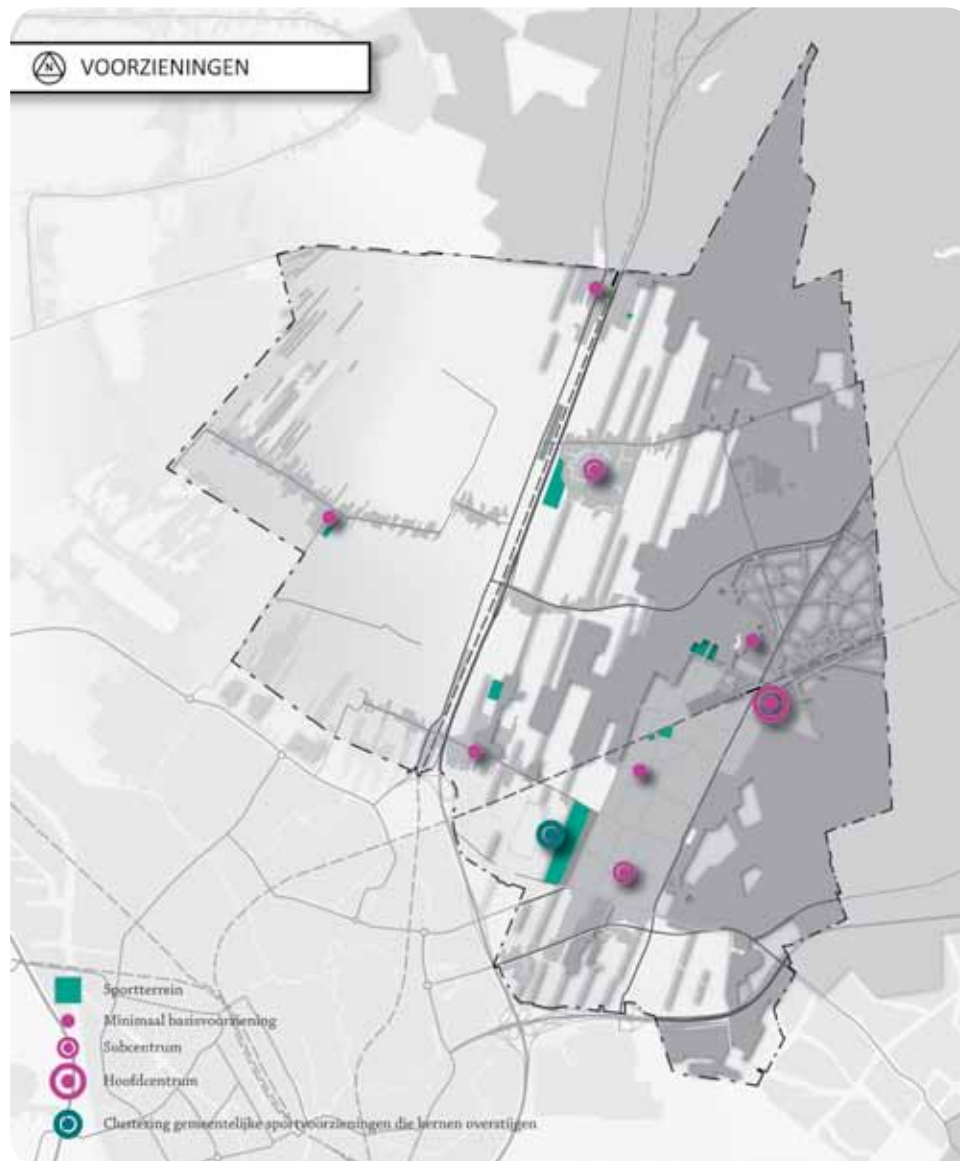 N
VOORZIENINGEN
Sportterrein
Minimaal basisvoorziening
Subcentrum
Hoofdcentrum
Clustering gemeentelijke sportvoorzieningen die kernen overstijgen